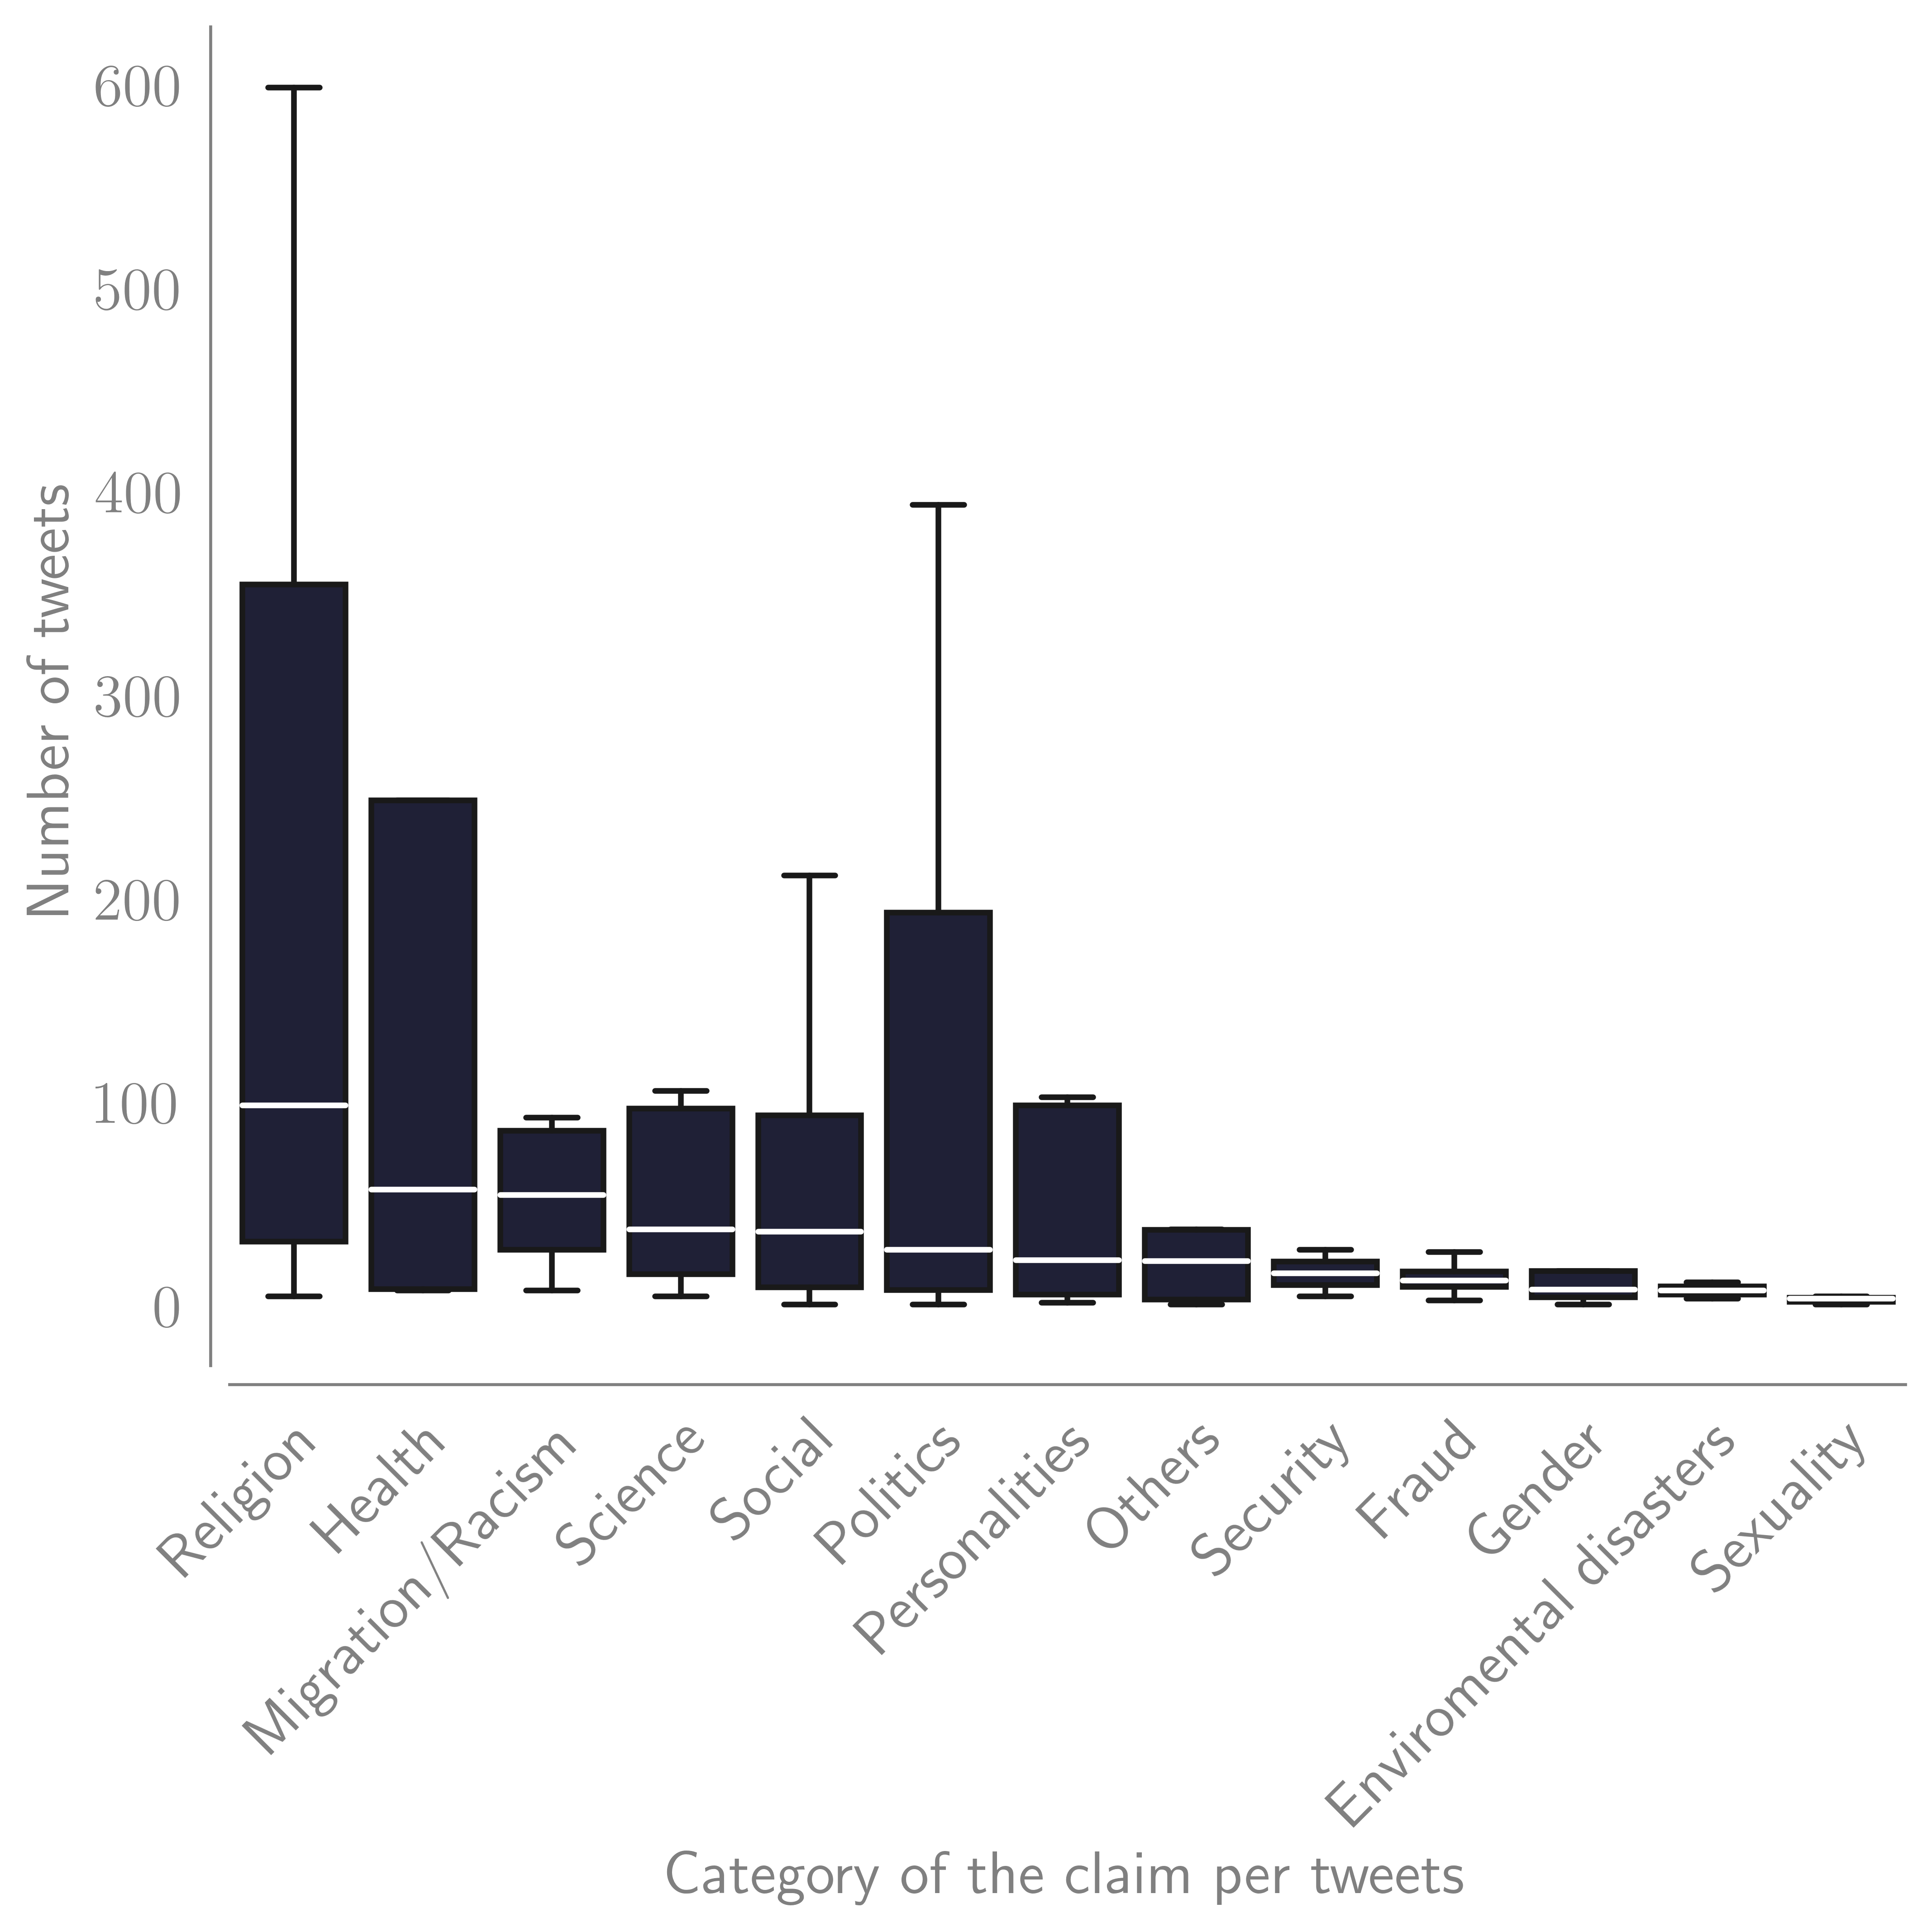 600
500
400
300
200
100
0
Number of tweets
Religion
Health
Migration/Racism
Science
Social
Politics
Personalities
Others
Security
Fraud
Gender
Enviromental disasters
Sexuality
Category of the claim per tweets